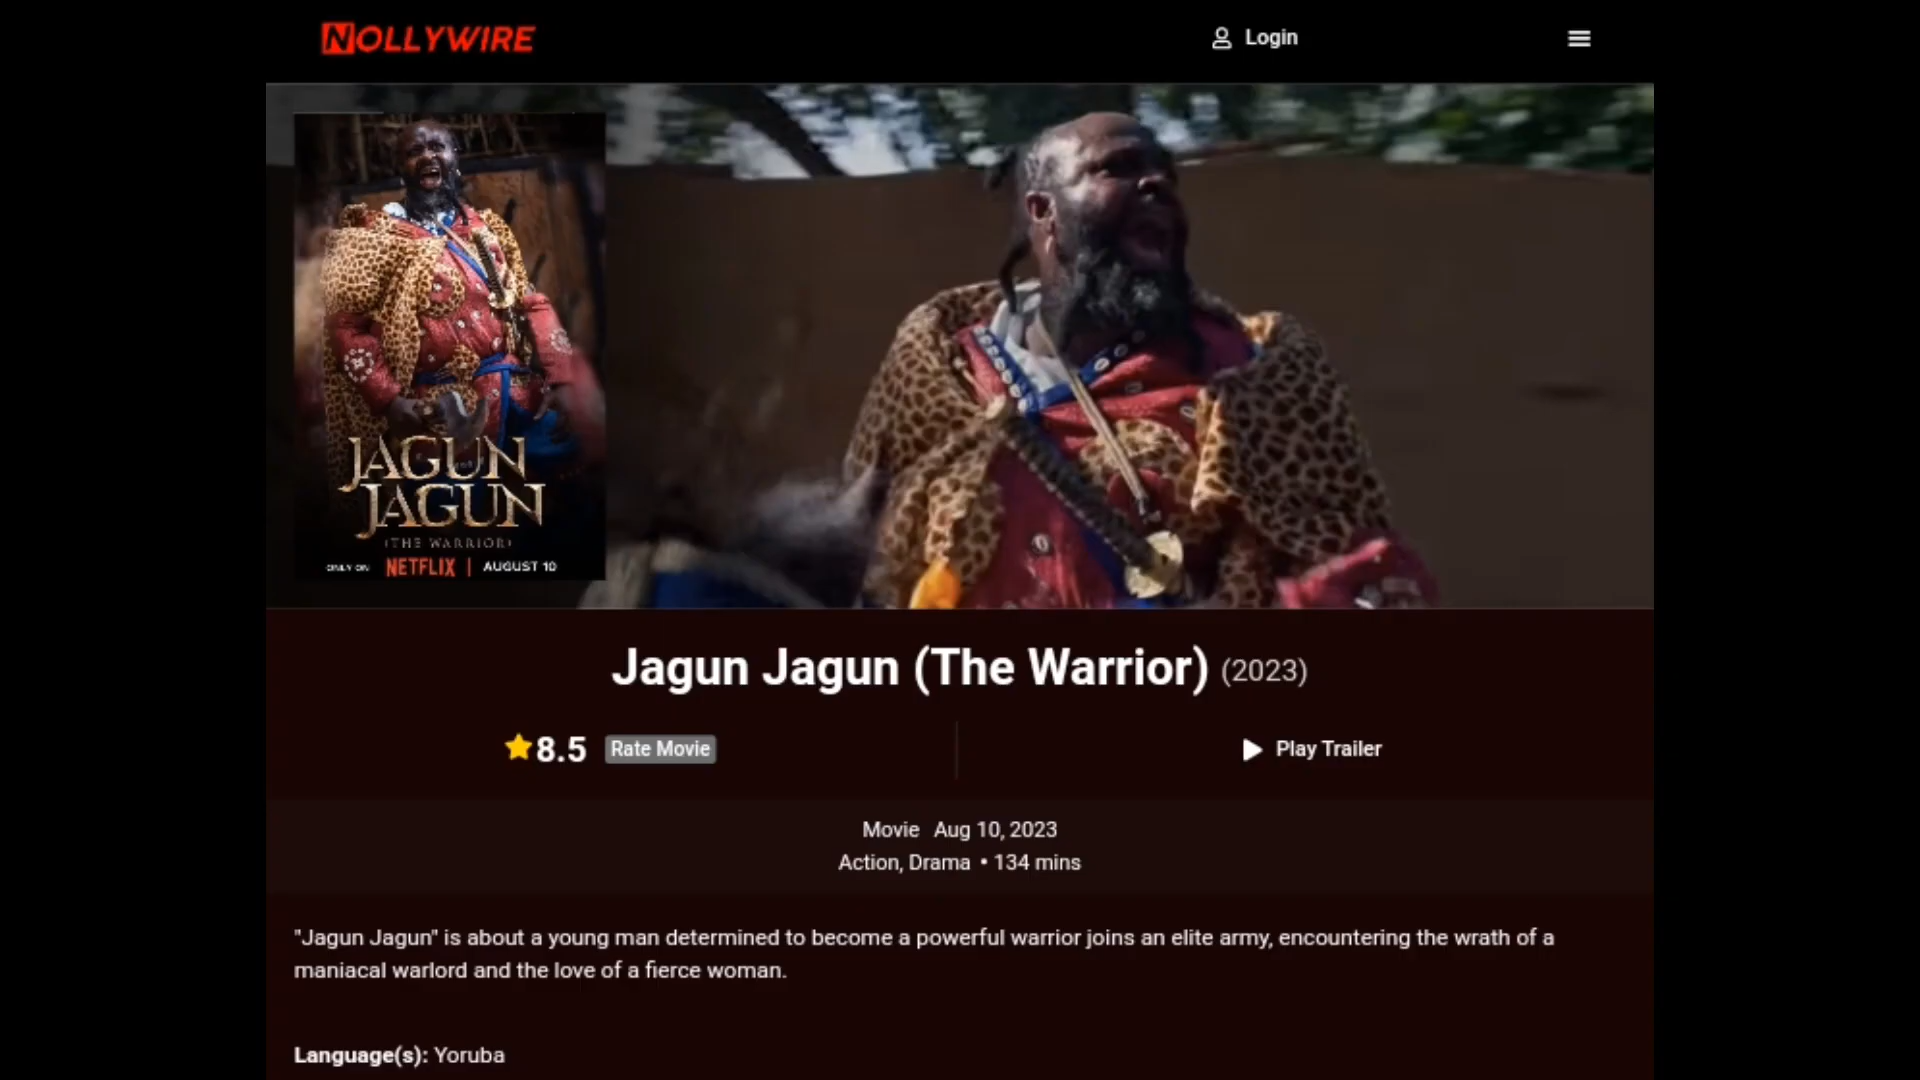 NOLLYWIRE
Login
JAGUN
JAGUN
(THE WARRIOR)
ONLY ON NETFLIX | AUGUST 10
Jagun Jagun (The Warrior) (2023)
8.5 Rate Movie
Play Trailer
Movie Aug 10, 2023
Action, Drama • 134 mins
"Jagun Jagun" is about a young man determined to become a powerful warrior joins an elite army, encountering the wrath of a
maniacal warlord and the love of a fierce woman.
Language(s): Yoruba